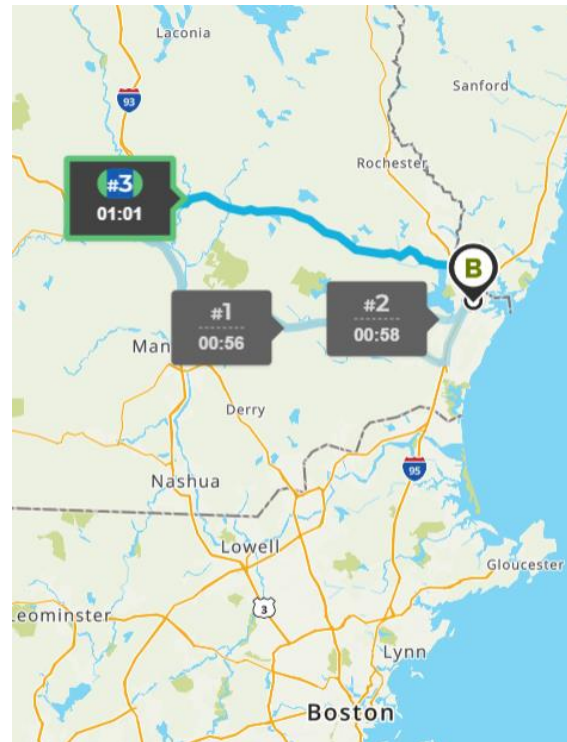 Laconia
93
Sanford
Rochester
#3
01:01
B
#1
00:56
#2
00:58
Man
Derry
95
Nashua
Lowell
Gloucester
3
Leominster
Lynn
Boston